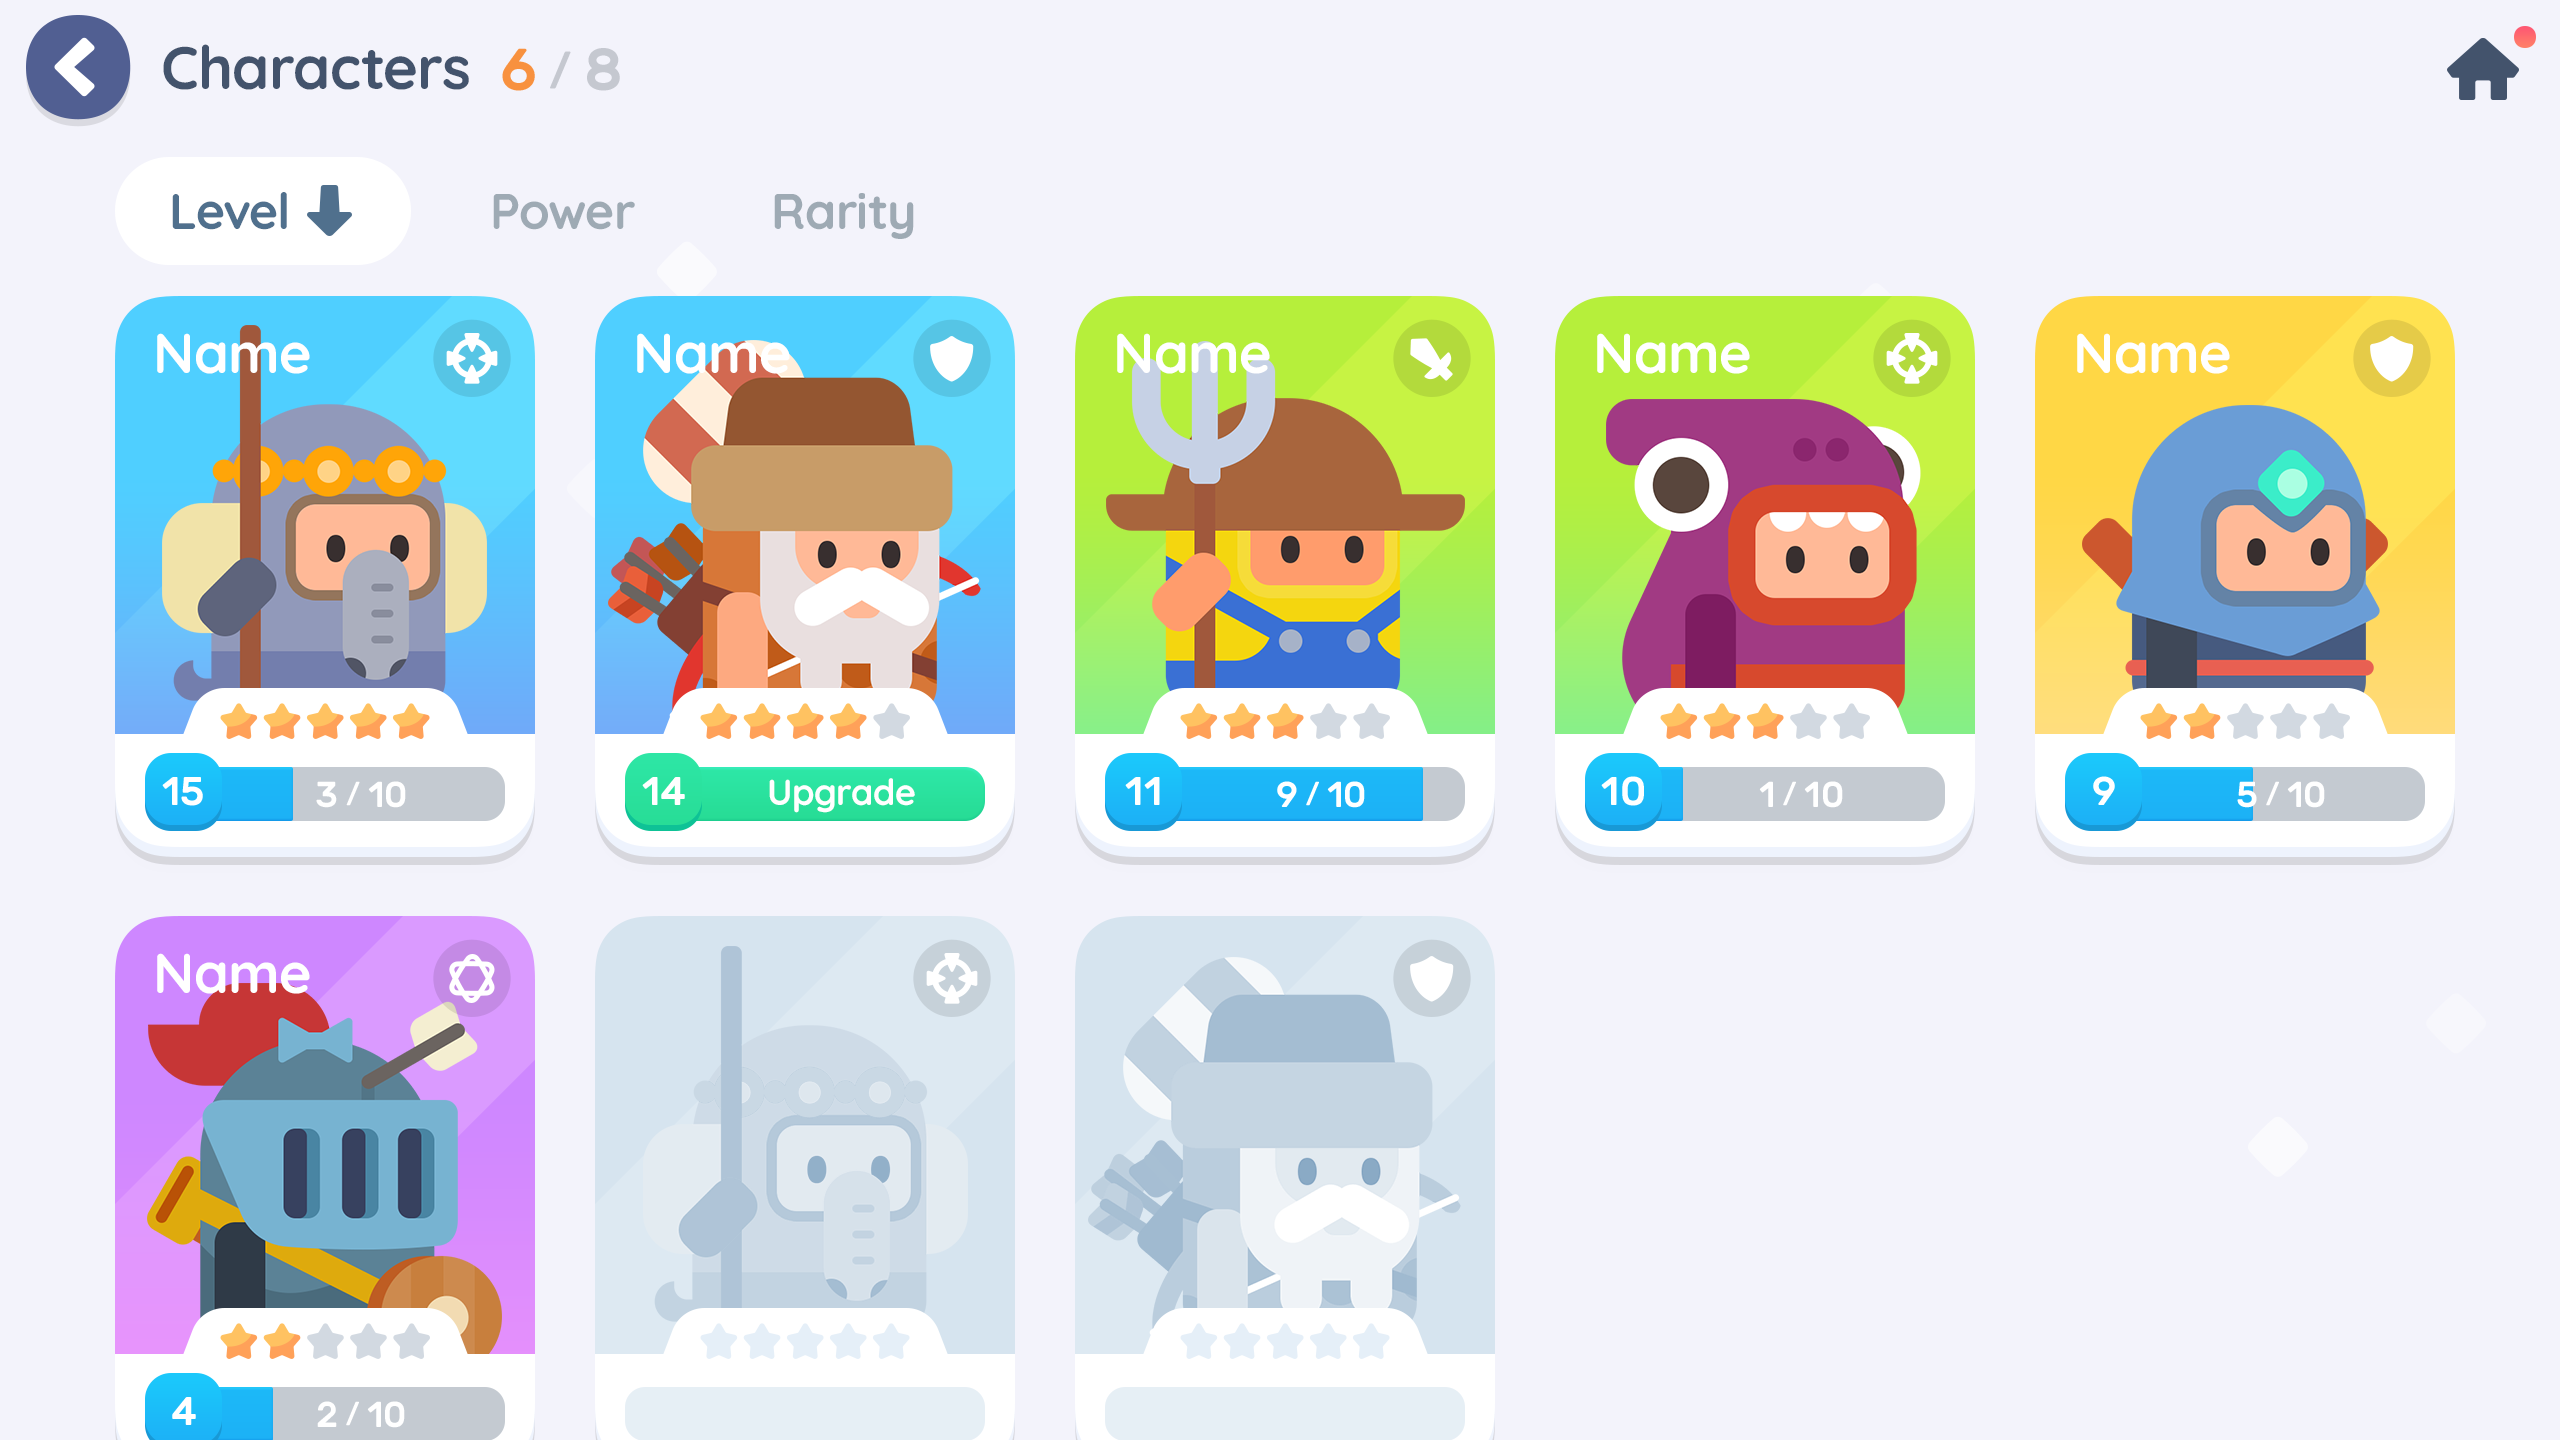 Characters 6 / 8
Level Power Rarity
Name Name Name Name Name
15 3 / 10 14 Upgrade 11 9 / 10 10 1 / 10 9 5 / 10
Name
4 2 / 10